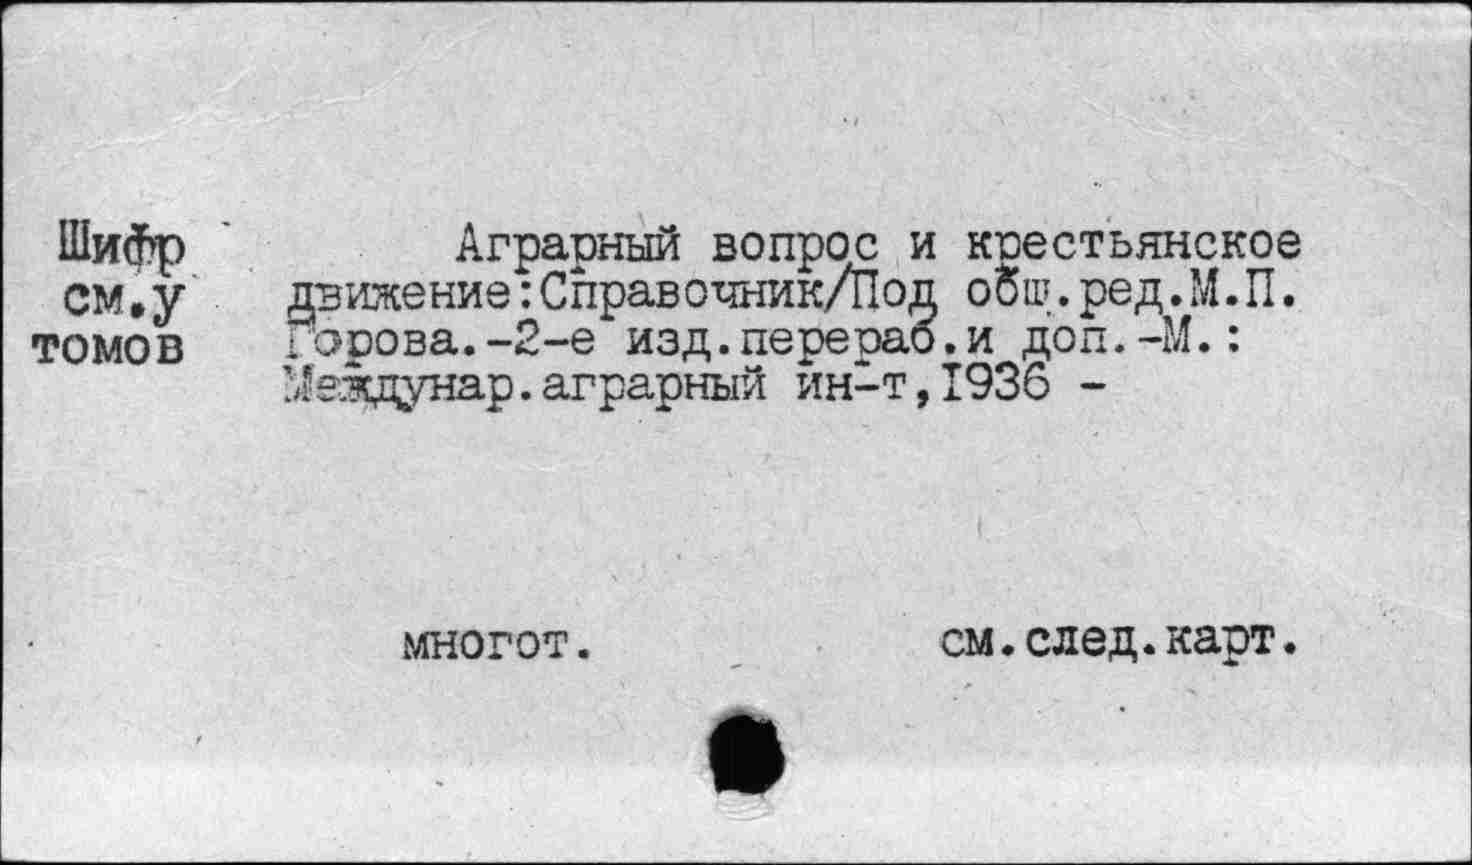 Шифр
см.у
томов
Аграрный вопрос и крестьянское
движение:Справочник/Под общ.ред.М.П.
Горова.-2-е изд.перераб.и доп.-М.:
Междунар.аграрный ин-т,1936 -
многот.
см.след.карт.